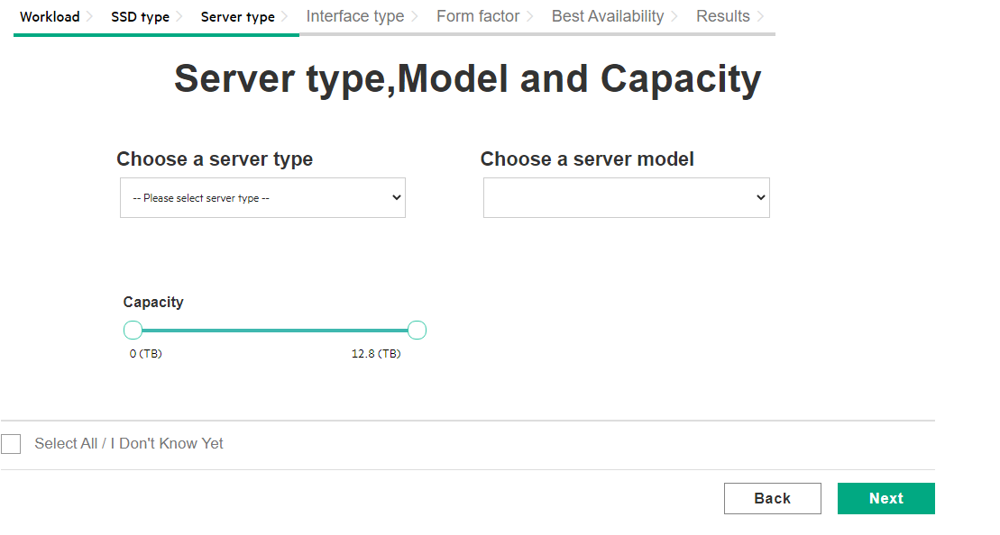 Workload SSD type Server type Interface type Form factor Best Availability Results
Server type,Model and Capacity
Choose a server type Choose a server model
-- Please select server type --
Capacity
0 (TB) 12.8 (TB)
Select All / I Don't Know Yet
Back Next